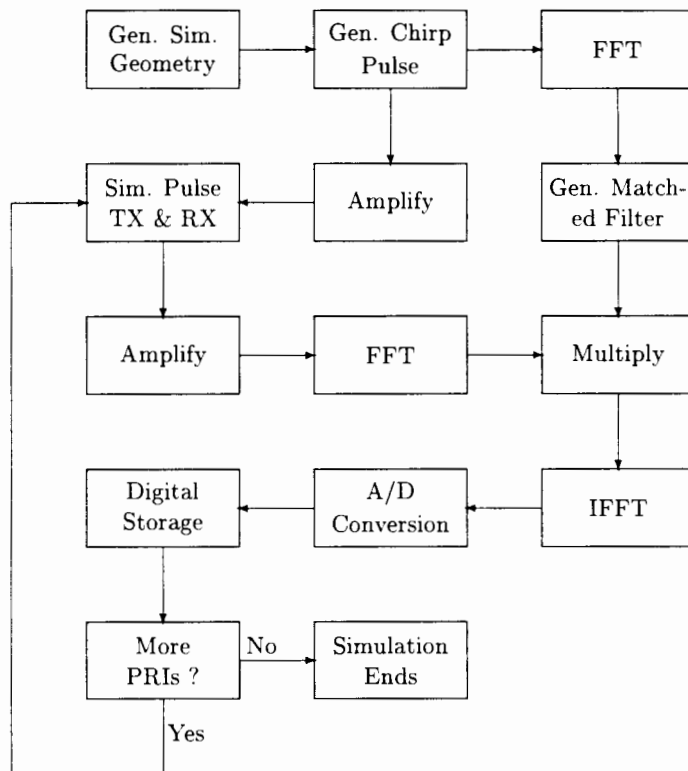 Gen. Sim.
Geometry
Gen. Chirp
Pulse
FFT
Sim. Pulse
TX & RX
Amplify
Gen. Match-
ed Filter
Amplify
FFT
Multiply
Digital
Storage
A/D
Conversion
IFFT
More
PRIs ?
No
Simulation
Ends
Yes